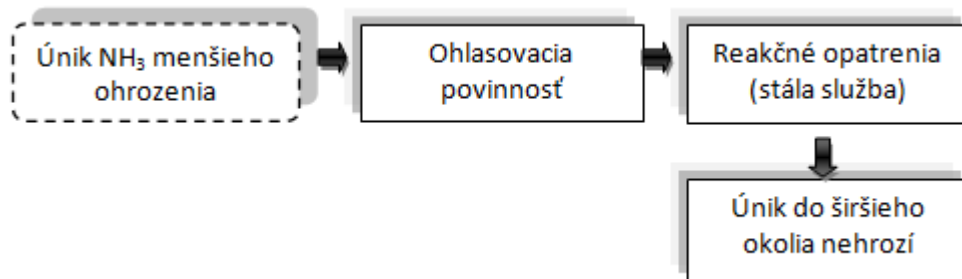 Únik NH₃ menšieho
ohrozenia
Ohlasovacia
povinnosť
Reakčné opatrenia
(stála služba)
Únik do širšieho
okolia nehrozí